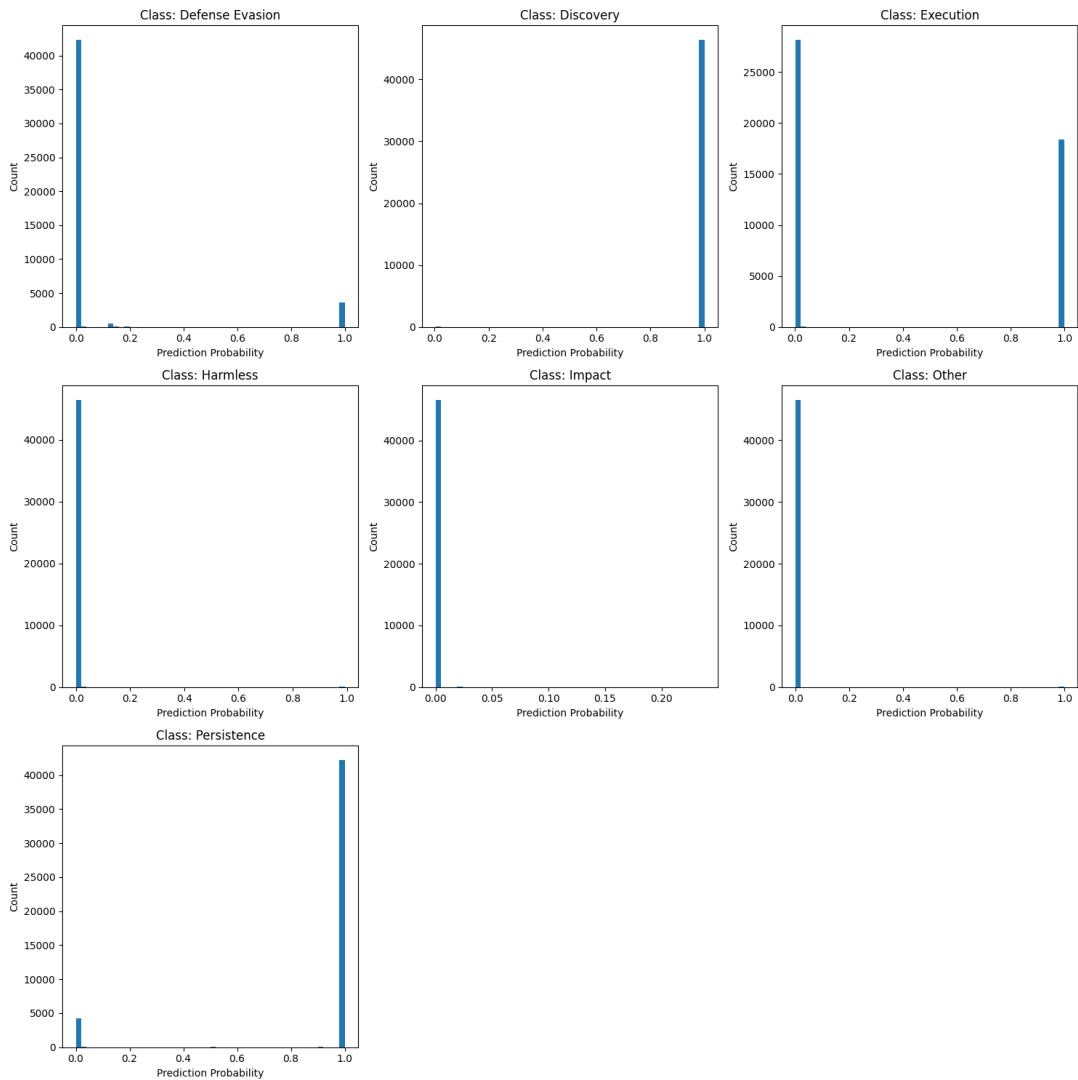 Class: Defense Evasion
40000
35000
30000
25000
20000
15000
10000
5000
0
Count
0.0 0.2 0.4 0.6 0.8 1.0
Prediction Probability
Class: Discovery
40000
30000
20000
10000
0
Count
0.0 0.2 0.4 0.6 0.8 1.0
Prediction Probability
Class: Execution
25000
20000
15000
10000
5000
0
Count
0.0 0.2 0.4 0.6 0.8 1.0
Prediction Probability
Class: Harmless
40000
30000
20000
10000
0
Count
0.0 0.2 0.4 0.6 0.8 1.0
Prediction Probability
Class: Impact
40000
30000
20000
10000
0
Count
0.00 0.05 0.10 0.15 0.20
Prediction Probability
Class: Other
40000
30000
20000
10000
0
Count
0.0 0.2 0.4 0.6 0.8 1.0
Prediction Probability
Class: Persistence
40000
35000
30000
25000
20000
15000
10000
5000
0
Count
0.0 0.2 0.4 0.6 0.8 1.0
Prediction Probability